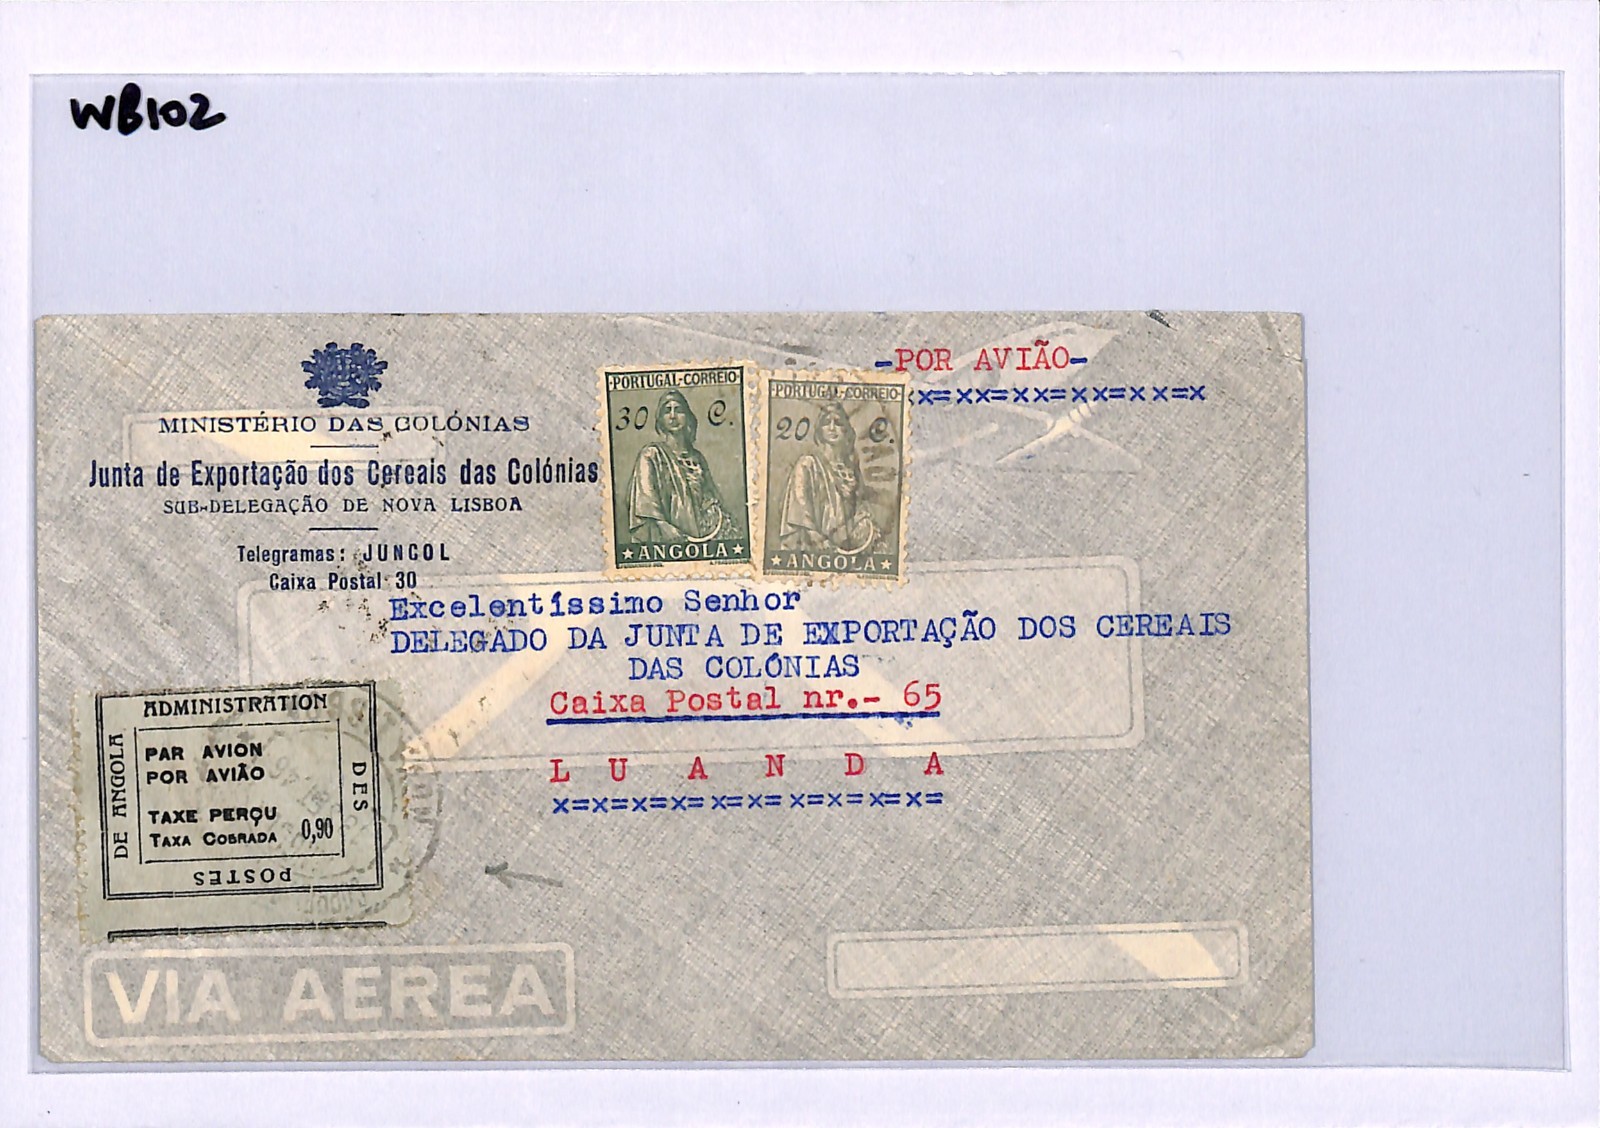 WB102
MINISTÉRIO DAS COLÓNIAS
Junta de Exportação dos Cereais das Colónias
SUB-DELEGAÇÃO DE NOVA LISBOA
Telegramas: JUNCOL
Caixa Postal 30
PORTUGAL-CORREIO
30 C.
ANGOLA
PORTUGAL-CORREIO
20 C.
ANGOLA
-POR AVIÃO-
x=xx=xx=xx=xx=x
Excelentíssimo Senhor
DELEGADO DA JUNTA DE EXPORTAÇÃO DOS CEREAIS
DAS COLÓNIAS
Caixa Postal nr.- 65
L U A N D A
x=x=x=x=x=x=x=x=x=x=
ADMINISTRATION
DES
POSTES
DE ANGOLA
PAR AVION
POR AVIÃO
TAXE PERÇU
TAXA COBRADA 0,90
VIA AEREA